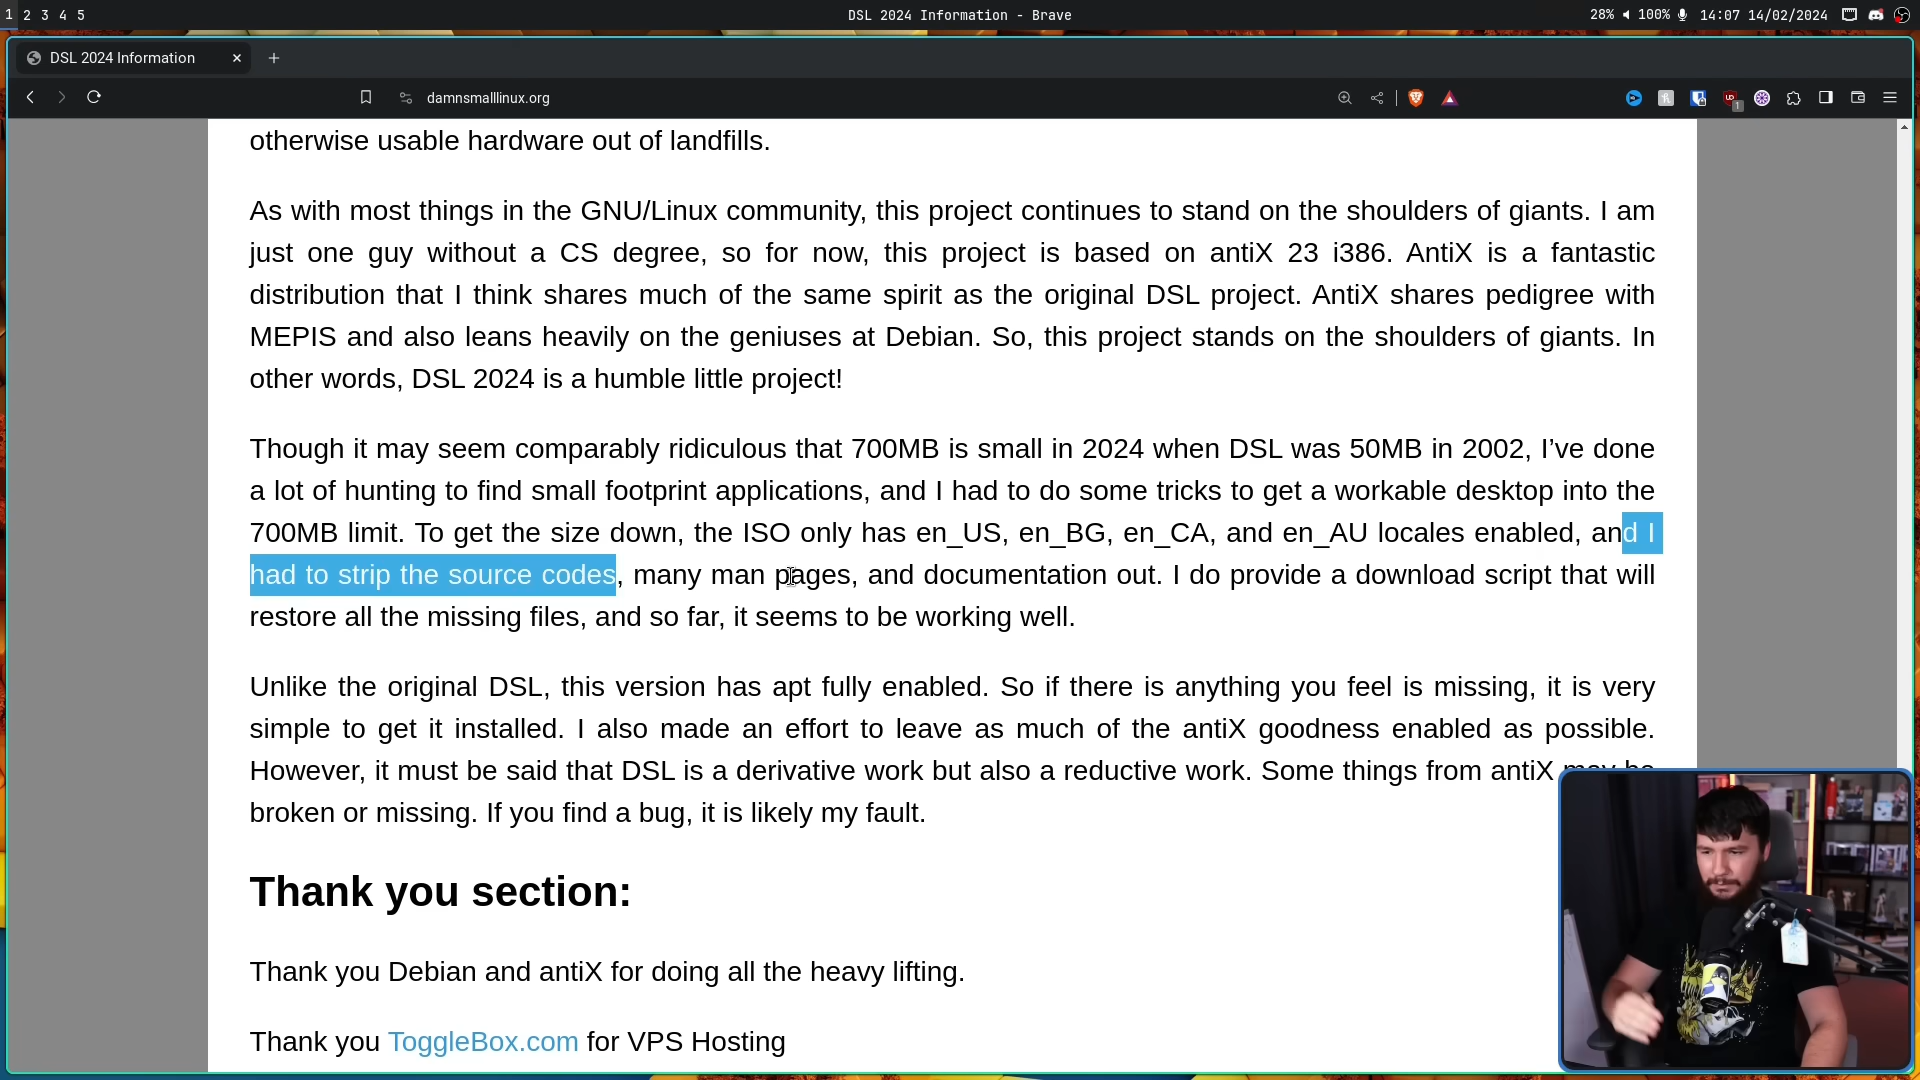 1 2 3 4 5
DSL 2024 Information - Brave
28% 100% 14:07 14/02/2024
DSL 2024 Information
damnsmalllinux.org
UD
1
otherwise usable hardware out of landfills.
As with most things in the GNU/Linux community, this project continues to stand on the shoulders of giants. I am
just one guy without a CS degree, so for now, this project is based on antiX 23 i386. AntiX is a fantastic
distribution that I think shares much of the same spirit as the original DSL project. AntiX shares pedigree with
MEPIS and also leans heavily on the geniuses at Debian. So, this project stands on the shoulders of giants. In
other words, DSL 2024 is a humble little project!
Though it may seem comparably ridiculous that 700MB is small in 2024 when DSL was 50MB in 2002, I’ve done
a lot of hunting to find small footprint applications, and I had to do some tricks to get a workable desktop into the
700MB limit. To get the size down, the ISO only has en_US, en_BG, en_CA, and en_AU locales enabled, and I
had to strip the source codes, many man pages, and documentation out. I do provide a download script that will
restore all the missing files, and so far, it seems to be working well.
Unlike the original DSL, this version has apt fully enabled. So if there is anything you feel is missing, it is very
simple to get it installed. I also made an effort to leave as much of the antiX goodness enabled as possible.
However, it must be said that DSL is a derivative work but also a reductive work. Some things from antiX may be
broken or missing. If you find a bug, it is likely my fault.
Thank you section:
Thank you Debian and antiX for doing all the heavy lifting.
Thank you ToggleBox.com for VPS Hosting